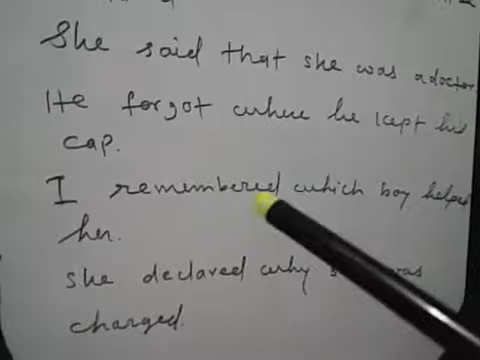 She said that she was a doctor
He forgot where he kept his
cap.
I remembered which boy helped
her.
she declared why she was
charged.